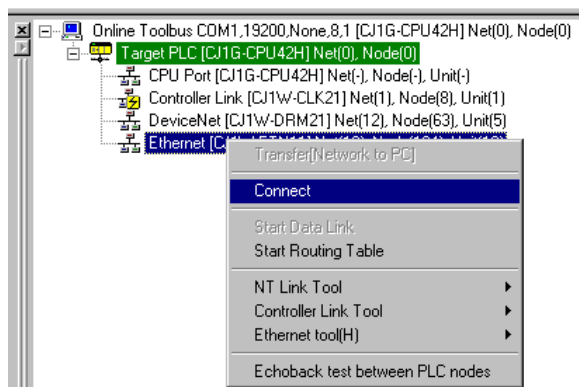 Online Toolbus COM1,19200,None,8,1 [CJ1G-CPU42H] Net(0), Node(0)
Target PLC [CJ1G-CPU42H] Net(0), Node(0)
CPU Port [CJ1G-CPU42H] Net(-), Node(-), Unit(-)
Controller Link [CJ1W-CLK21] Net(1), Node(8), Unit(1)
DeviceNet [CJ1W-DRM21] Net(12), Node(63), Unit(5)
Ethernet
Transfer[Network to PC]
Connect
Start Data Link
Start Routing Table
NT Link Tool
Controller Link Tool
Ethernet tool(H)
Echoback test between PLC nodes